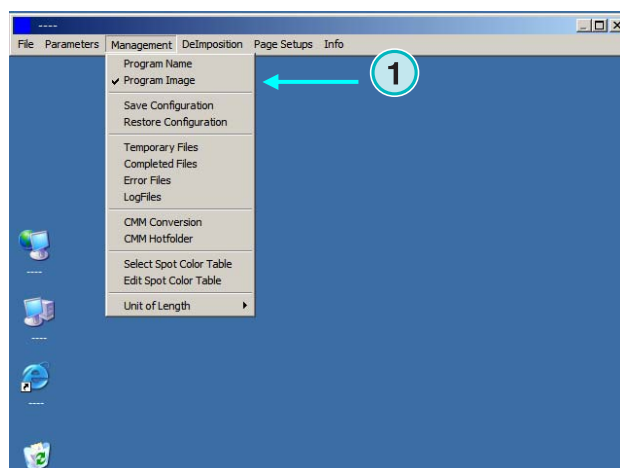 ----
File Parameters Management DeImposition Page Setups Info
Program Name
Program Image
1
Save Configuration
Restore Configuration
Temporary Files
Completed Files
Error Files
LogFiles
CMM Conversion
CMM Hotfolder
Select Spot Color Table
Edit Spot Color Table
Unit of Length
----
----
----